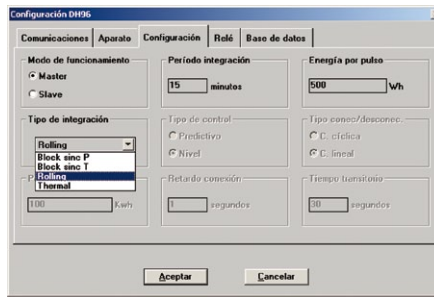 Configuración DH96
Comunicaciones Aparato Configuración Relé Base de datos
Modo de funcionamiento
Master
Slave
Período integración
15 minutos
Energía por pulso
500 Wh
Tipo de integración
Rolling
Block sinc P
Block sinc T
Rolling
Thermal
Tipo de control
Predictivo
Nivel
Tipo conec/desconec.
C. cíclica
C. lineal
P
100 Kwh
Retardo conexión
1 segundos
Tiempo transitorio
30 segundos
Aceptar Cancelar